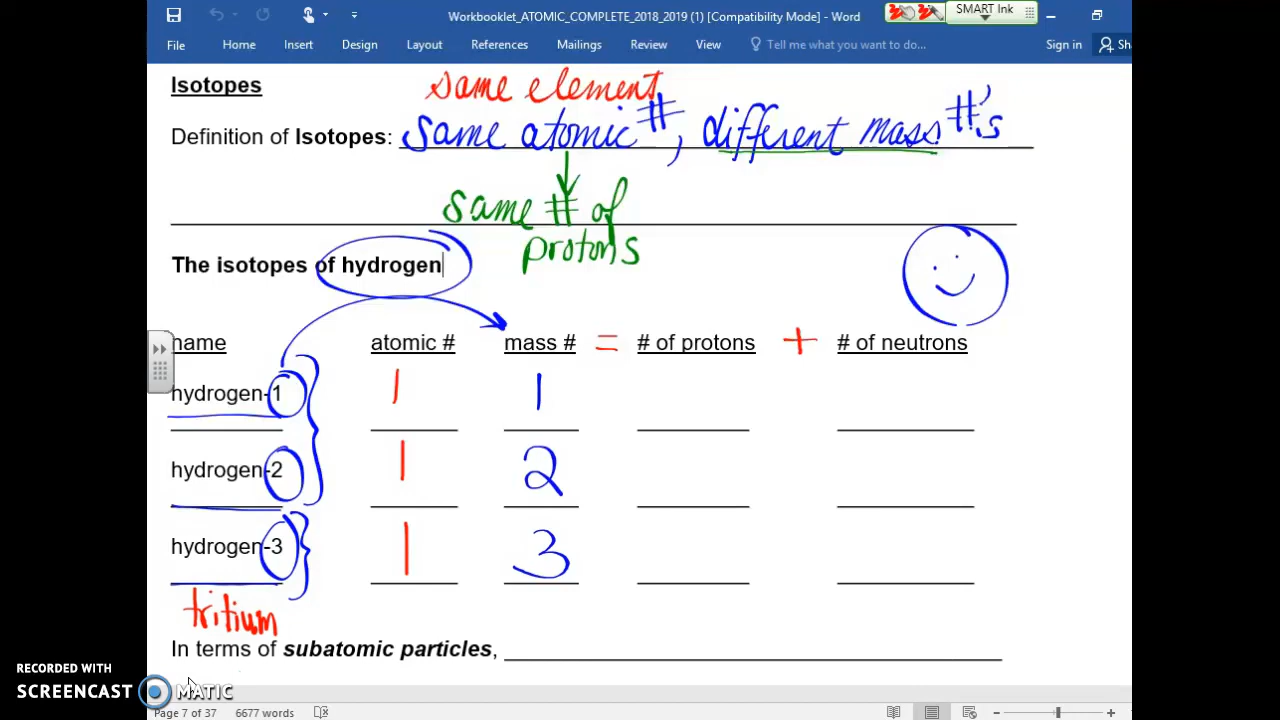 Workbooklet_ATOMIC_COMPLETE_2018_2019 (1) [Compatibility Mode] - Word
SMART Ink
File Home Insert Design Layout References Mailings Review View Tell me what you want to do... Sign in Sh
Isotopes same element
Definition of Isotopes: same atomic #, different mass #'s
same # of
protons
The isotopes of hydrogen
name atomic # mass # = # of protons + # of neutrons
hydrogen-1 1 1
hydrogen-2 1 2
hydrogen-3 1 3
tritium
In terms of subatomic particles,
RECORDED WITH
SCREENCAST MATIC
Page 7 of 37 6677 words